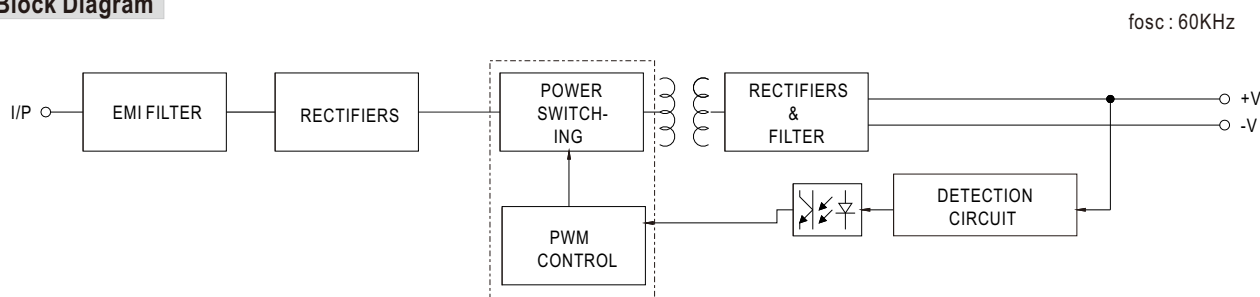 Block Diagram
fosc : 60KHz
I/P
EMI FILTER
RECTIFIERS
POWER
SWITCH-
ING
RECTIFIERS
&
FILTER
+V
-V
DETECTION
CIRCUIT
PWM
CONTROL